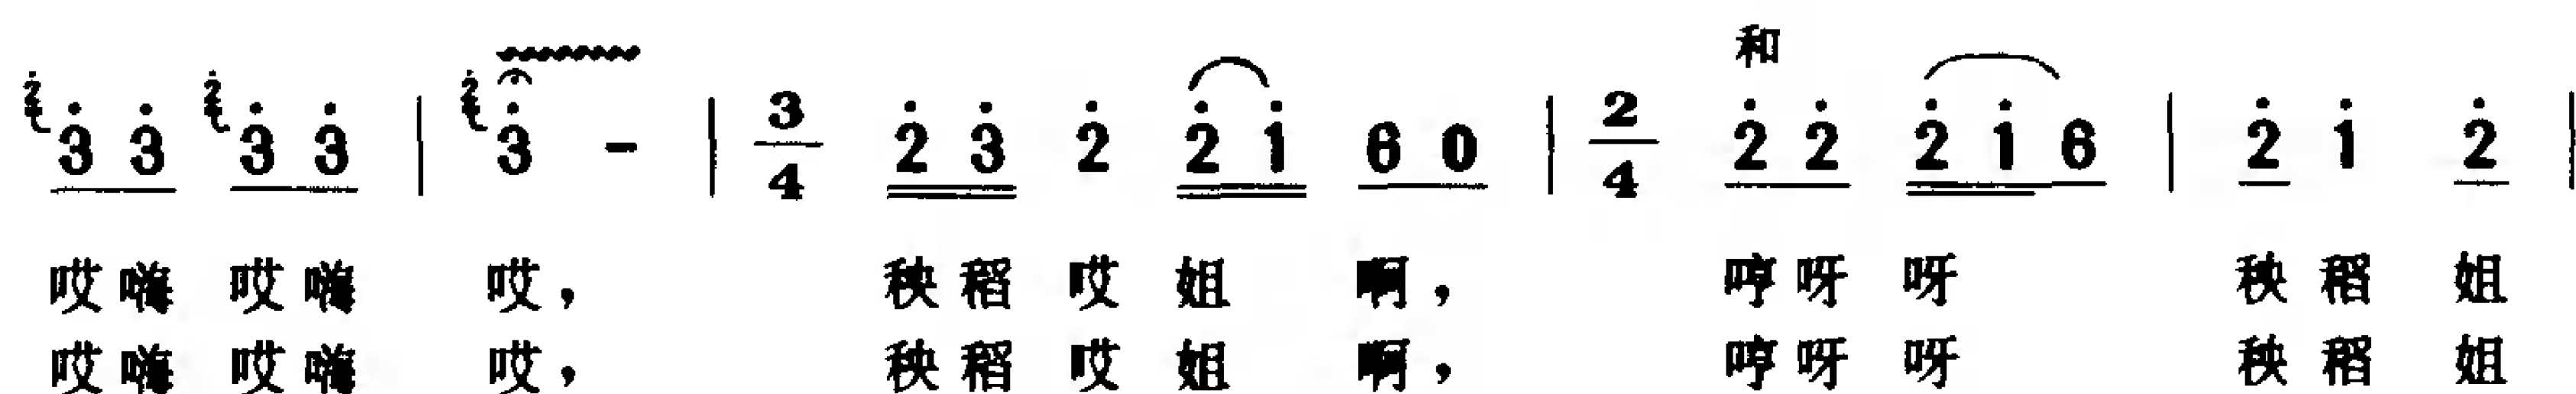 和
2̇ 3̇ 3̇ 2̇ 3̇ 3̇ | 2̇ 3̇ - | 3/4 2̇ 3̇ 2̇ 2̇ 1̇ 6 0 | 2/4 2̇ 2̇ 2̇ 1̇ 6 | 2̇ 1̇ 2̇ |
哎嗨 哎嗨 哎， 秧稻 哎 姐 啊， 哼呀 呀 秧稻 姐
哎嗨 哎嗨 哎， 秧稻 哎 姐 啊， 哼呀 呀 秧稻 姐